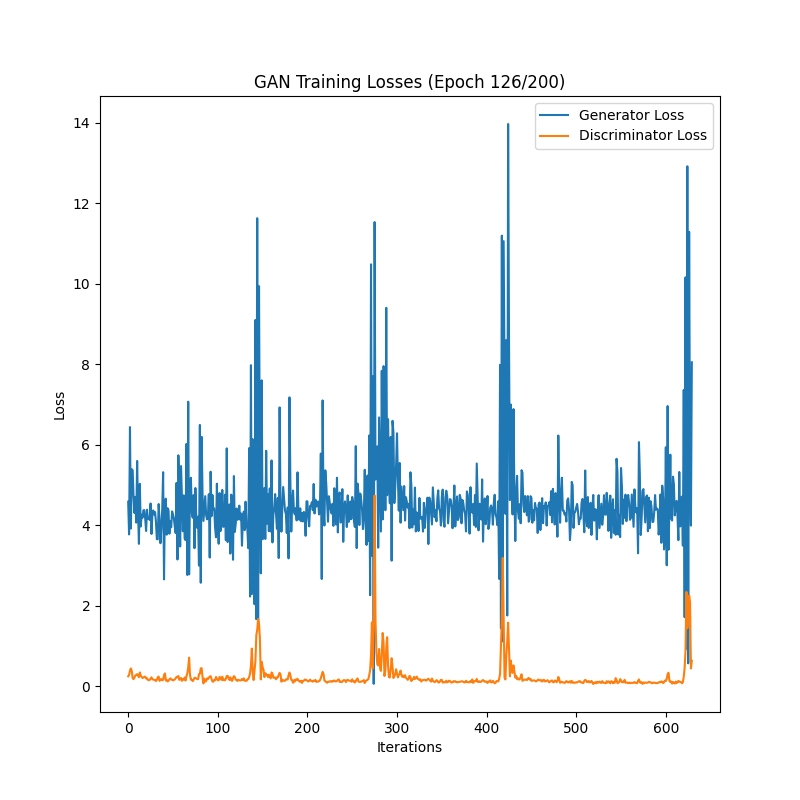 GAN Training Losses (Epoch 126/200)
Generator Loss
Discriminator Loss
14
12
10
8
6
4
2
0
Loss
0 100 200 300 400 500 600
Iterations